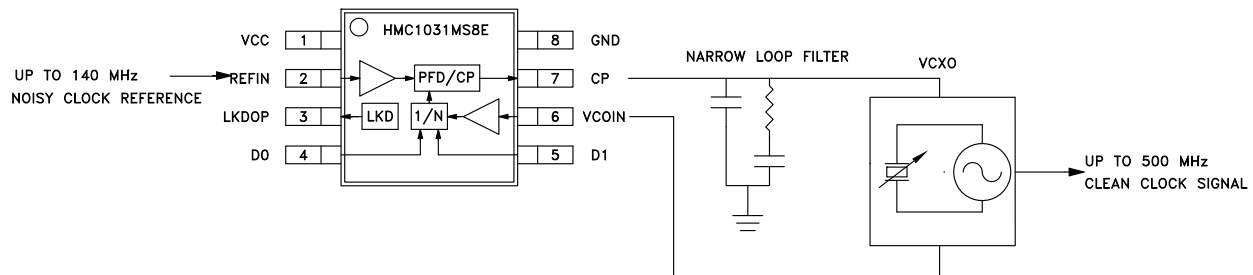 HMC1031MS8E
VCC 1
8 GND
NARROW LOOP FILTER
VCXO
UP TO 140 MHz
NOISY CLOCK REFERENCE
REFIN 2
PFD/CP
7 CP
LKDOP 3
LKD
1/N
6 VCOIN
D0 4
5 D1
UP TO 500 MHz
CLEAN CLOCK SIGNAL